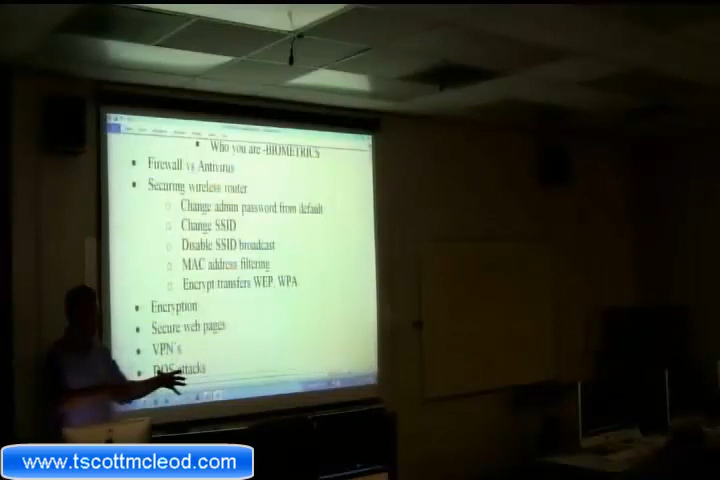 Who you are -BIOMETRICS
Firewall vs Antivirus
Securing wireless router
Change admin password from default
Change SSID
Disable SSID broadcast
MAC address filtering
Encrypt transfers WEP, WPA
Encryption
Secure web pages
VPN's
DOS attacks
www.tscottmcleod.com